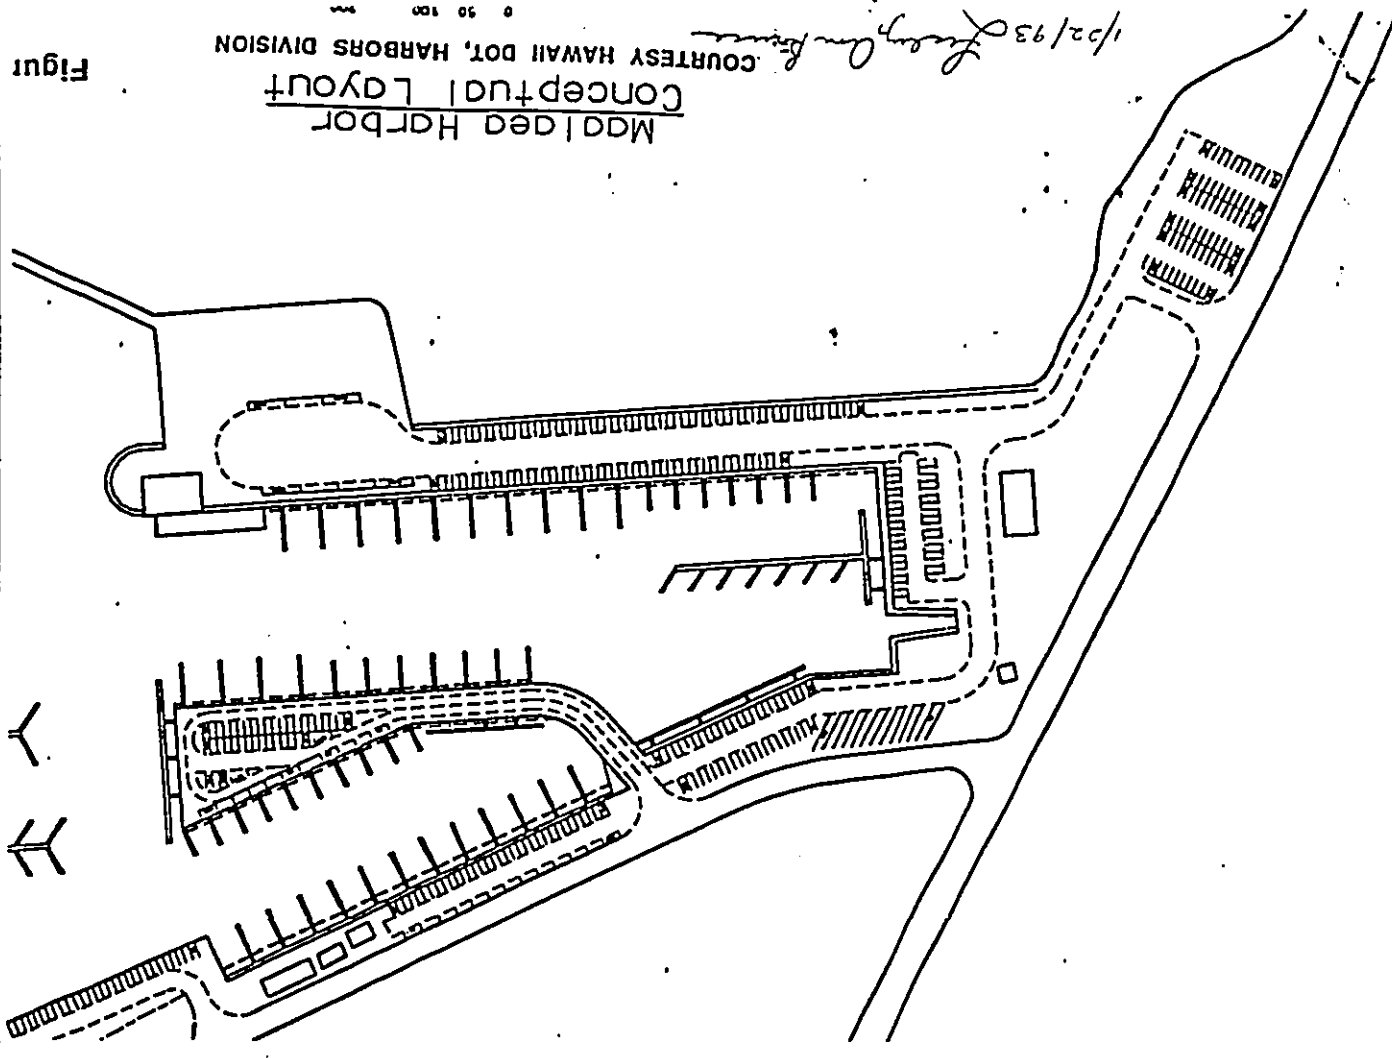 Maalaea Harbor
Conceptual Layout
Figur
COURTESY HAWAII DOT, HARBORS DIVISION
1/22/93
0 50 100